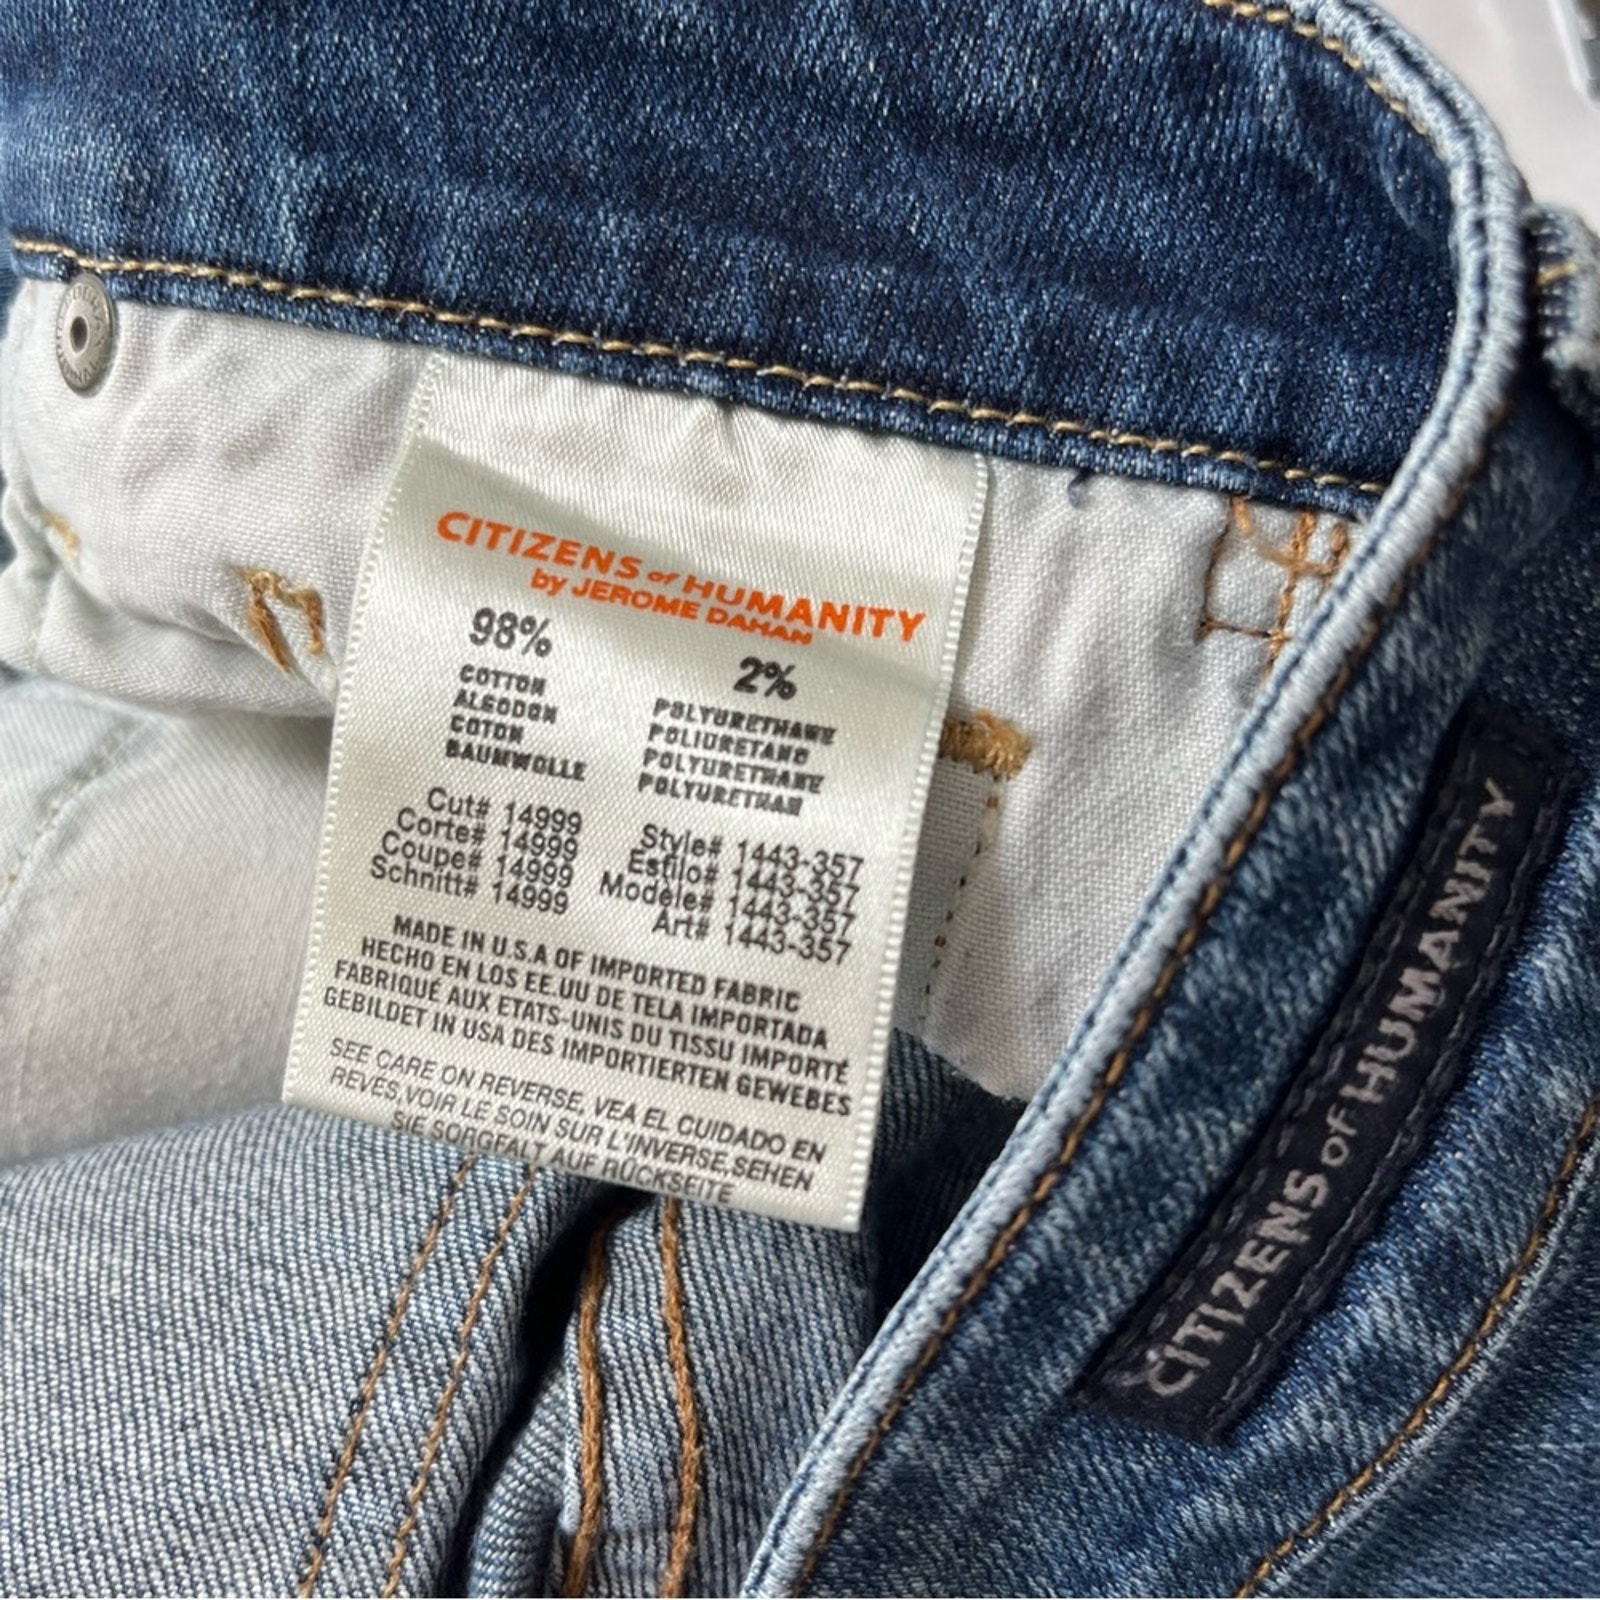 CITIZENS of HUMANITY
by JEROME DAHAN
98%
COTTON
ALGODON
COTON
BAUMWOLLE
2%
POLYURETHANE
POLIURETANO
POLYURETHANE
POLYURETHAN
Cut# 14999
Corte# 14999
Coupe# 14999
Schnitt# 14999
Style# 1443-357
Estilo# 1443-357
Modele# 1443-357
Art# 1443-357
MADE IN U.S.A OF IMPORTED FABRIC
HECHO EN LOS EE.UU DE TELA IMPORTADA
FABRIQUÉ AUX ETATS-UNIS DU TISSU IMPORTÉ
GEBILDET IN USA DES IMPORTIERTEN GEWEBES
SEE CARE ON REVERSE, VEA EL CUIDADO EN
REVES,VOIR LE SOIN SUR L'INVERSE,SEHEN
SIE SORGFALT AUF RÜCKSEITE
CITIZENS of HUMANITY